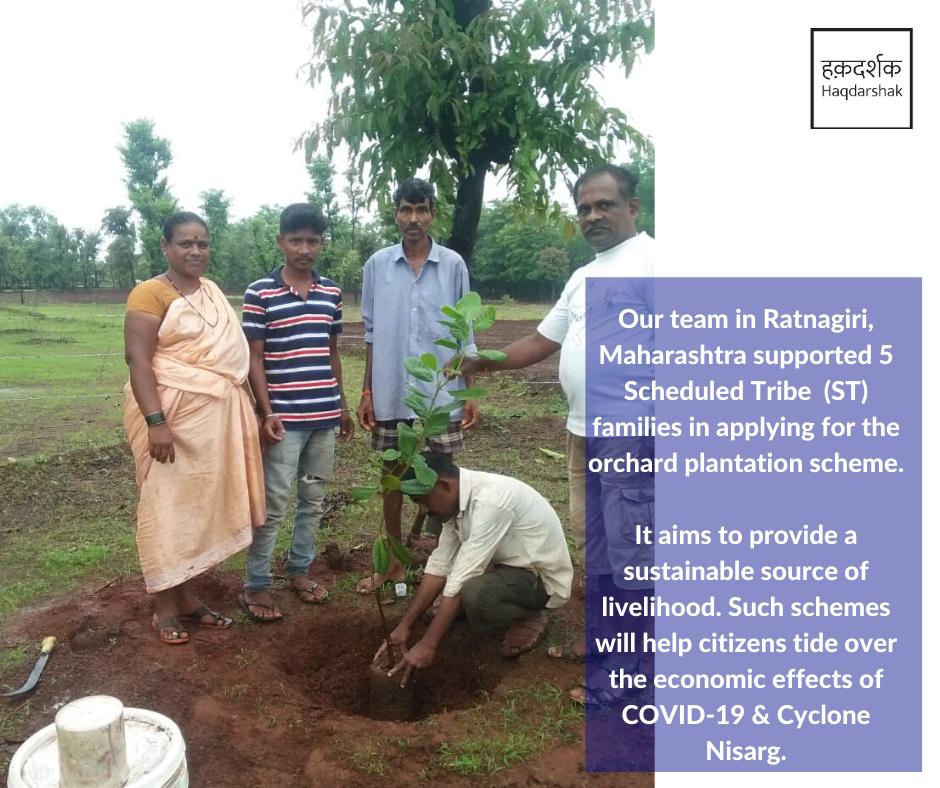 हक़दर्शक
Haqdarshak
Our team in Ratnagiri,
Maharashtra supported 5
Scheduled Tribe (ST)
families in applying for the
orchard plantation scheme.
It aims to provide a
sustainable source of
livelihood. Such schemes
will help citizens tide over
the economic effects of
COVID-19 & Cyclone
Nisarg.